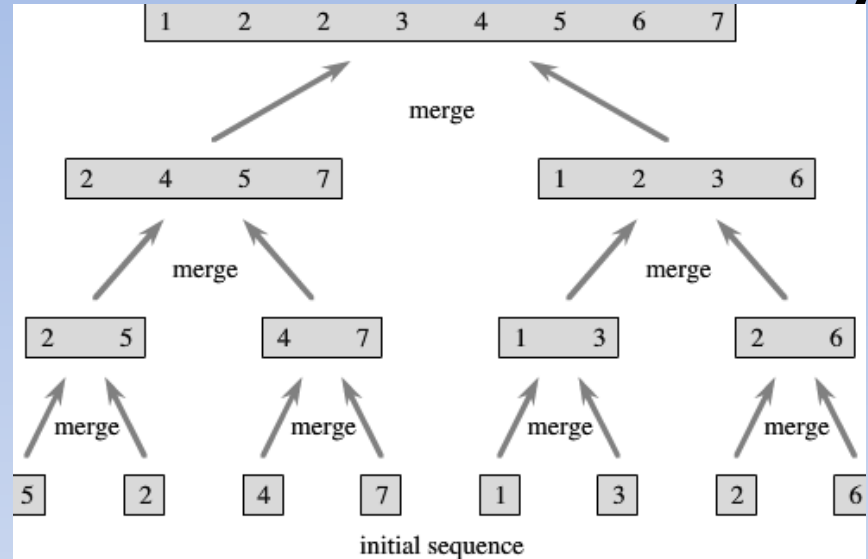 1 2 2 3 4 5 6 7
merge
2 4 5 7 1 2 3 6
merge merge
2 5 4 7 1 3 2 6
merge merge merge merge
5 2 4 7 1 3 2 6
initial sequence